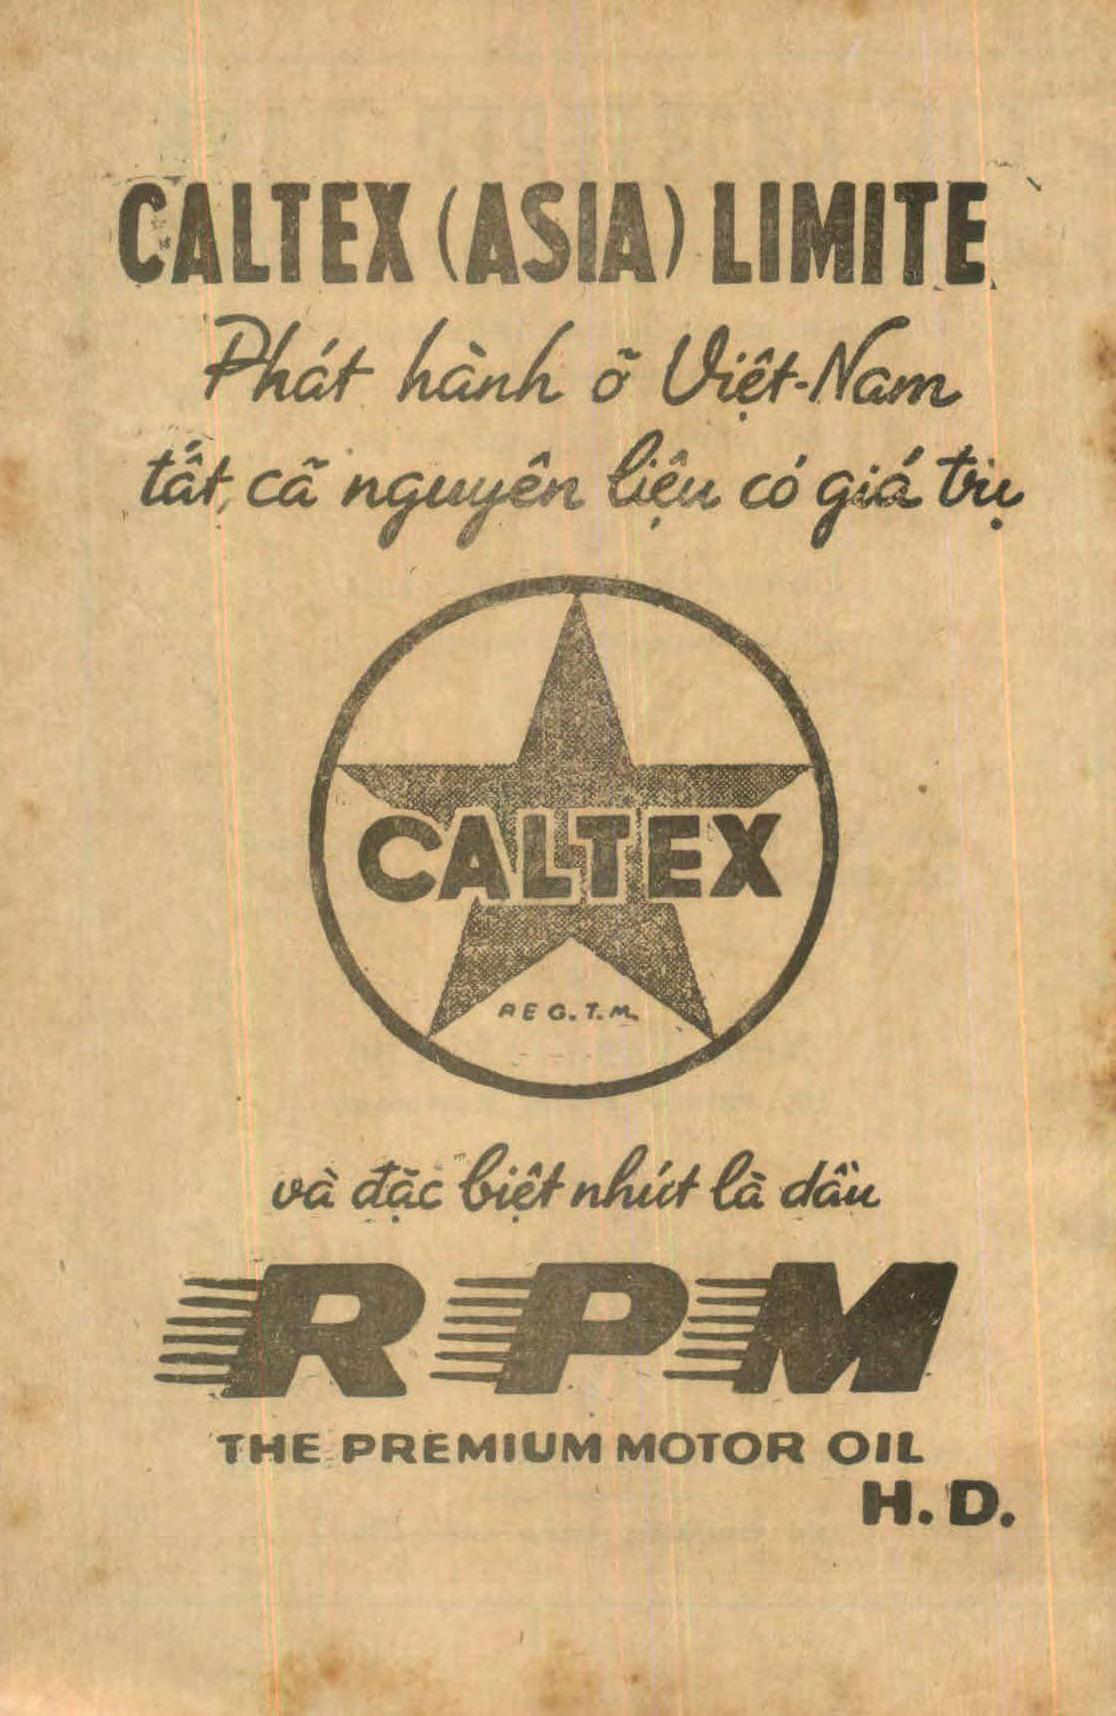 CALTEX (ASIA) LIMITE
Phát hành õ Việt-Nam
tất cã nguyên liệu có giá trị
CALTEX
REG. T.M.
và đặc biệt nhứt là dầu
RPM
THE PREMIUM MOTOR OIL
H.D.